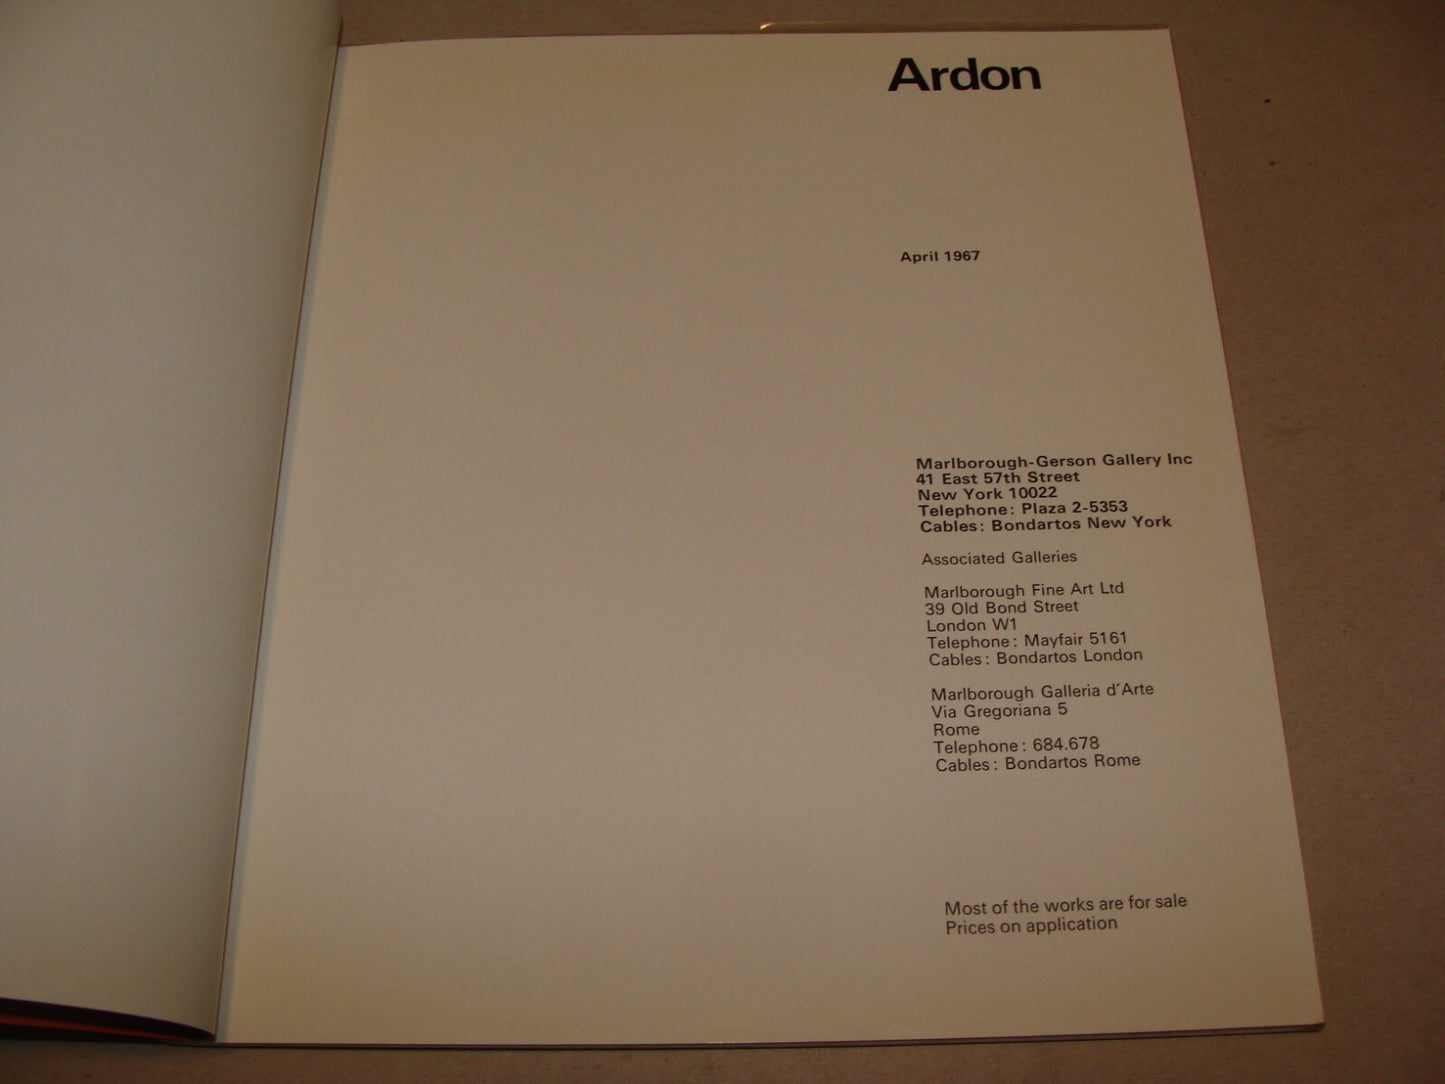 Ardon
April 1967
Marlborough-Gerson Gallery Inc
41 East 57th Street
New York 10022
Telephone: Plaza 2-5353
Cables: Bondartos New York
Associated Galleries
Marlborough Fine Art Ltd
39 Old Bond Street
London W1
Telephone: Mayfair 5161
Cables: Bondartos London
Marlborough Galleria d'Arte
Via Gregoriana 5
Rome
Telephone: 684.678
Cables: Bondartos Rome
Most of the works are for sale
Prices on application